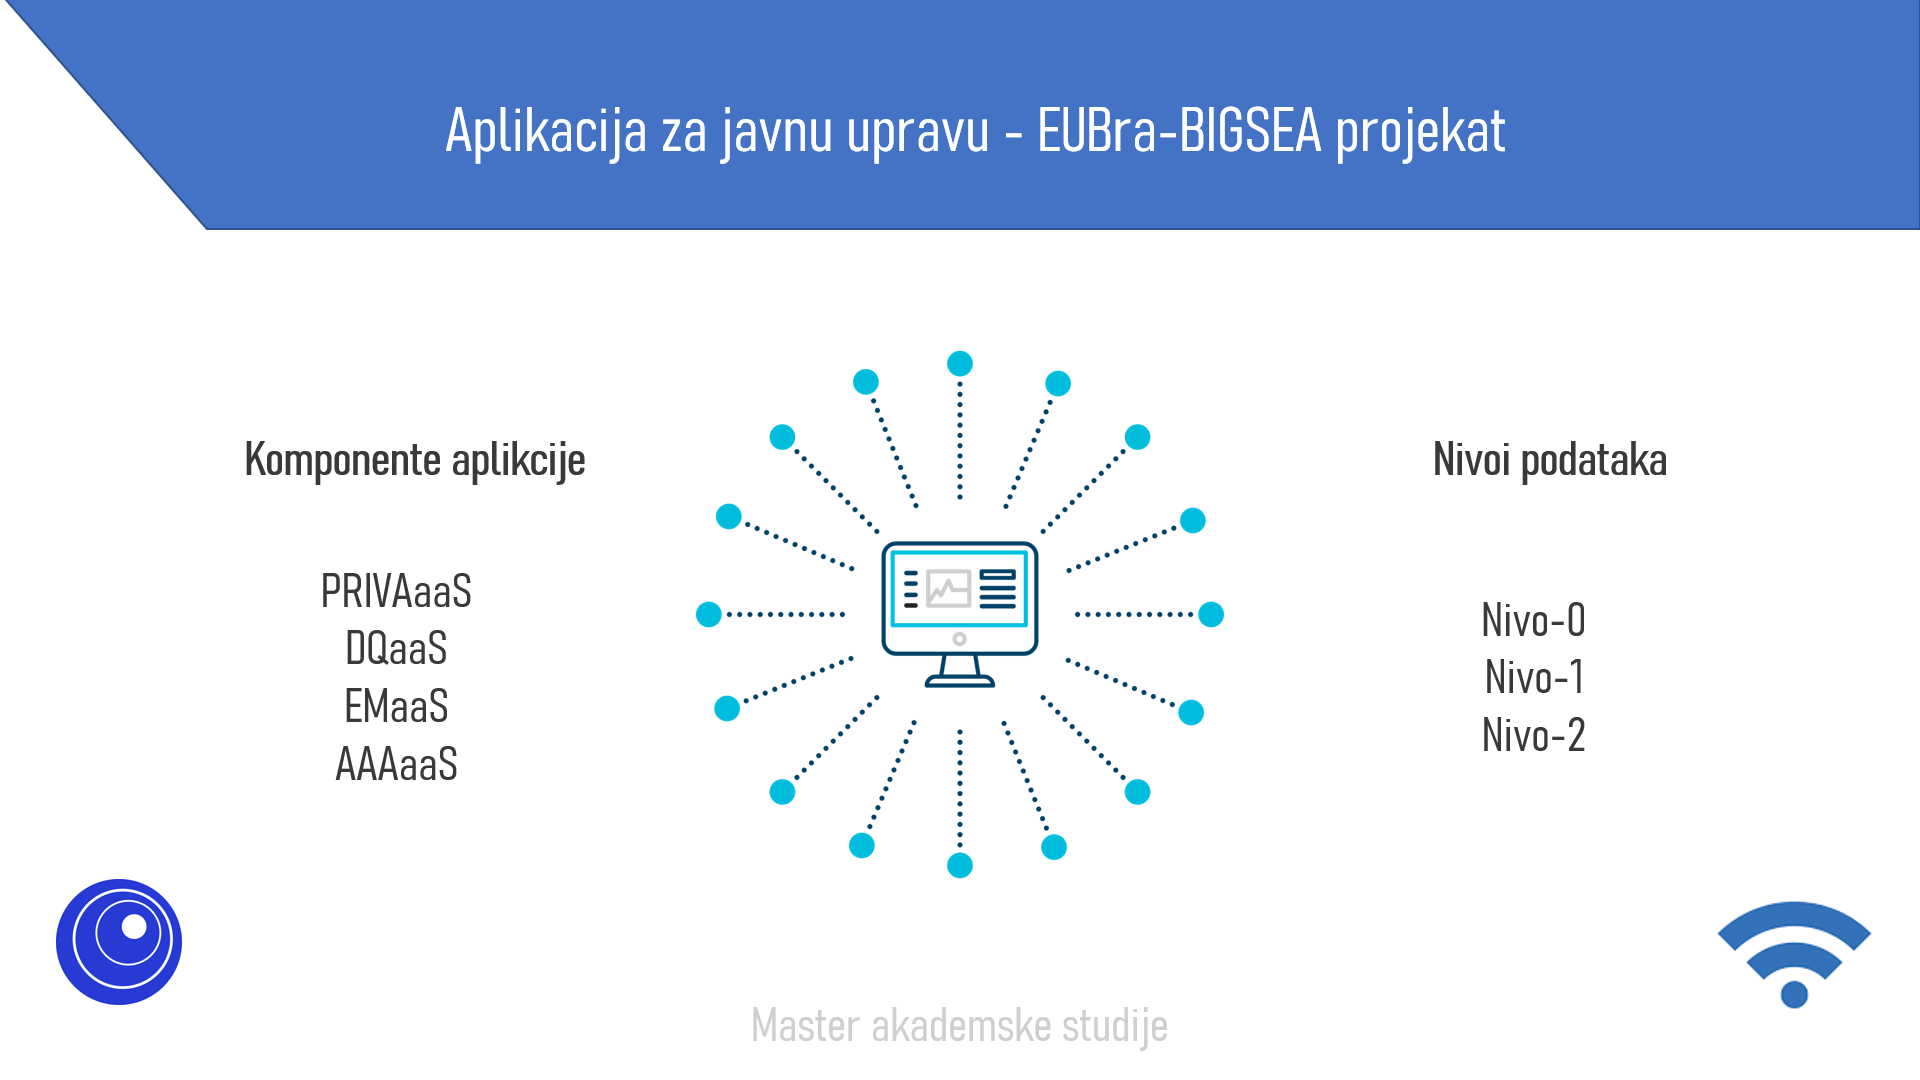 Aplikacija za javnu upravu - EUBra-BIGSEA projekat
Komponente aplikcije
PRIVAaaS
DQaaS
EMaaS
AAAaaS
Nivoi podataka
Nivo-0
Nivo-1
Nivo-2
Master akademske studije